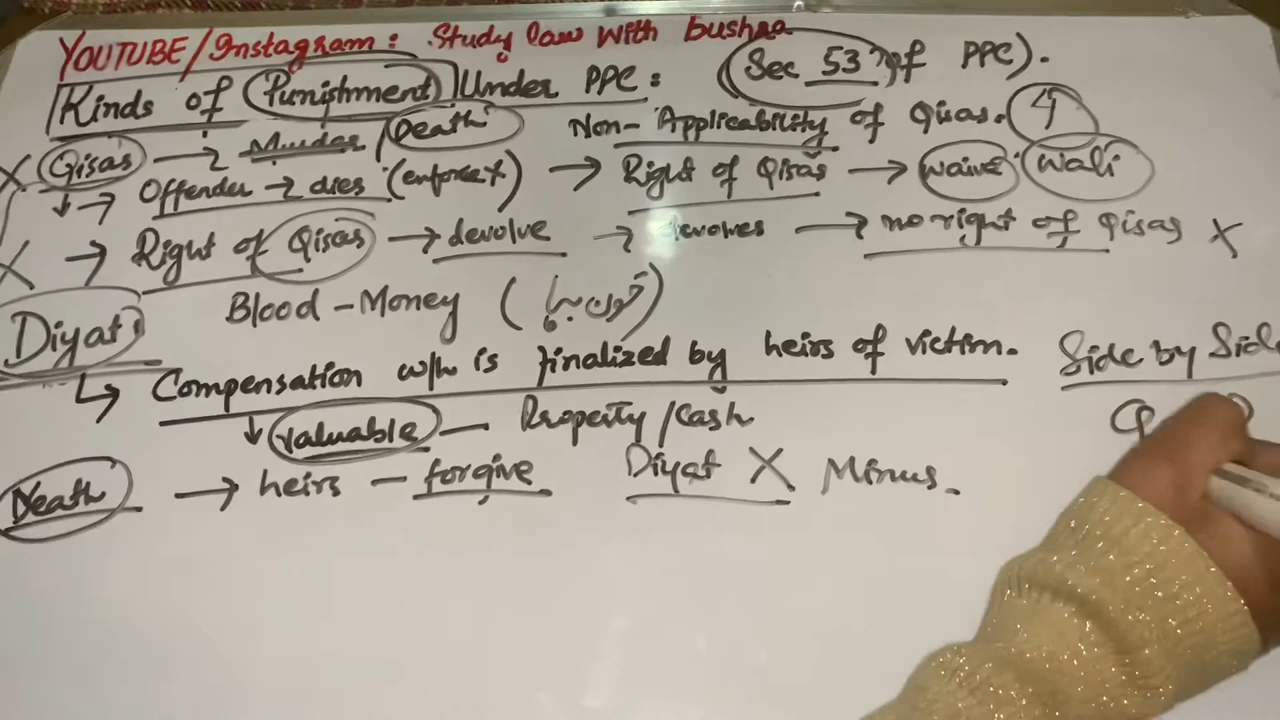 YOUTUBE/Instagram: Study law with bushra
Kinds of Punishment Under PPC: (Sec 53 of PPC).
Qisas → Murder / Death Non-Applicability of Qisas. 4
↓ → Offender → dies (enforce x) → Right of Qisas → waive Wali
X → Right of Qisas → devolve → devolves → no right of Qisas X
Diyat: Blood-Money (خون بہا)
↳ Compensation w/h is finalized by heirs of victim. Side by Side
↓ valuable — Property/Cash
Death → heirs — forgive Diyat X Minus.